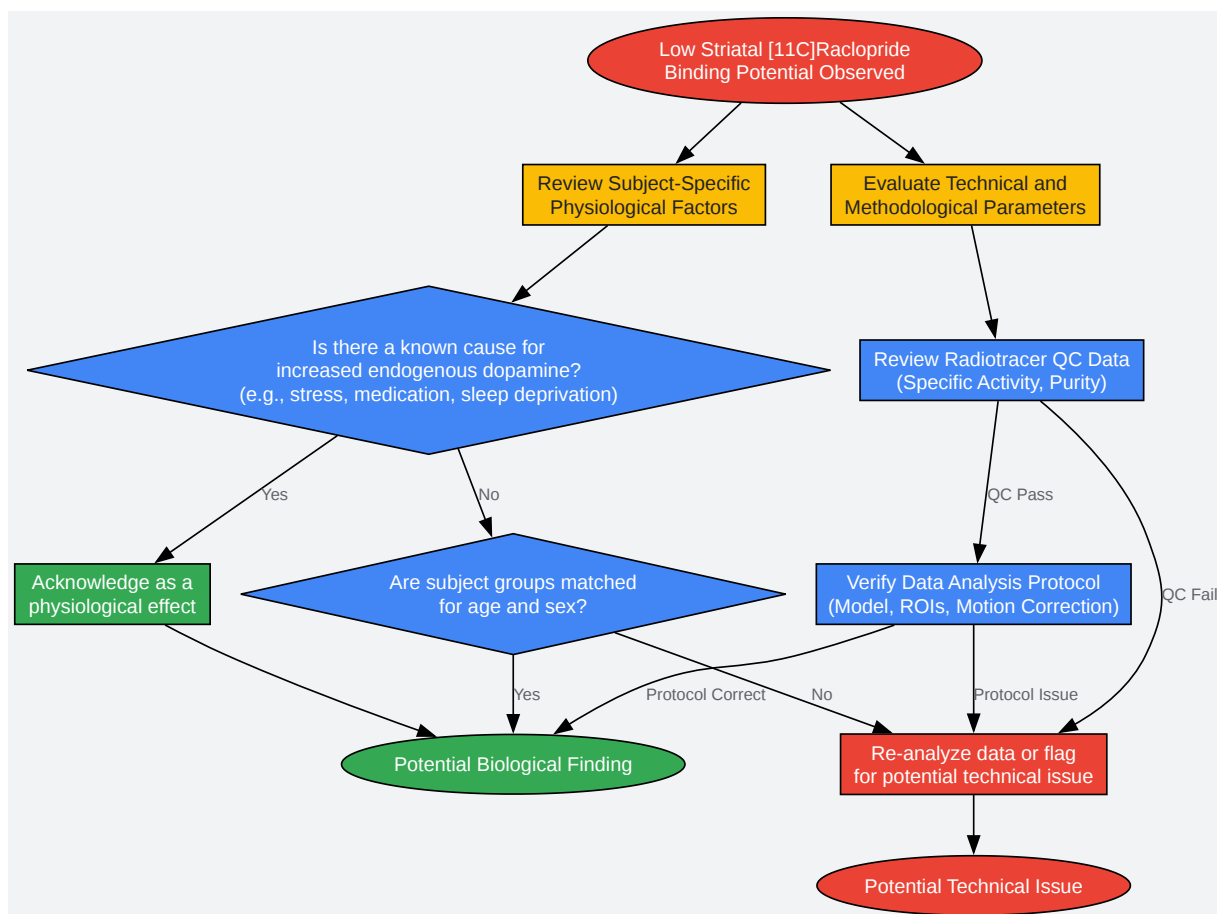 Low Striatal [11C]Raclopride
Binding Potential Observed
Review Subject-Specific
Physiological Factors
Evaluate Technical and
Methodological Parameters
Is there a known cause for
increased endogenous dopamine?
(e.g., stress, medication, sleep deprivation)
Review Radiotracer QC Data
(Specific Activity, Purity)
Yes
No
QC Pass
Acknowledge as a
physiological effect
Are subject groups matched
for age and sex?
Verify Data Analysis Protocol
(Model, ROIs, Motion Correction)
QC Fail
Yes
Protocol Correct
No
Protocol Issue
Potential Biological Finding
Re-analyze data or flag
for potential technical issue
Potential Technical Issue